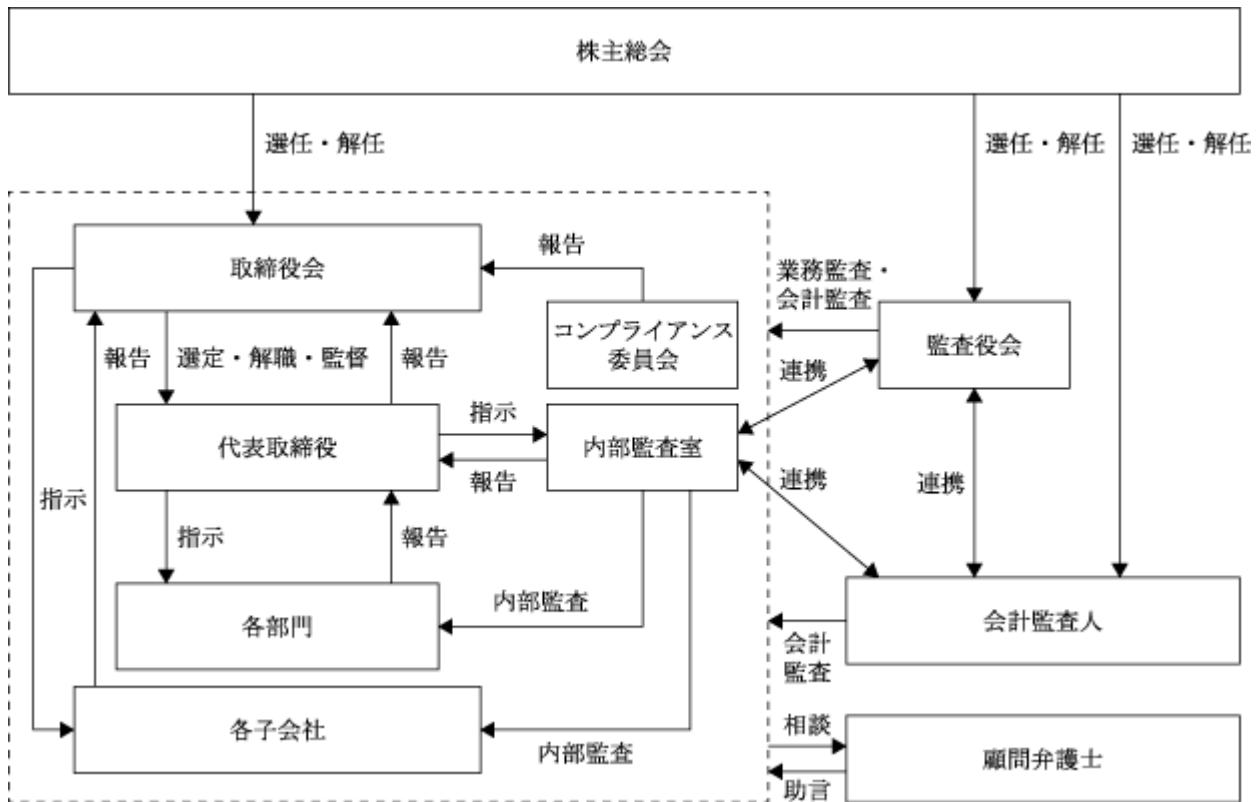 株主総会
選任・解任
選任・解任
選任・解任
取締役会
報告
業務監査・
会計監査
コンプライアンス
委員会
監査役会
報告
選定・解職・監督
報告
連携
代表取締役
指示
報告
内部監査室
連携
連携
指示
指示
報告
各部門
内部監査
会計監査人
会計
監査
各子会社
内部監査
相談
助言
顧問弁護士